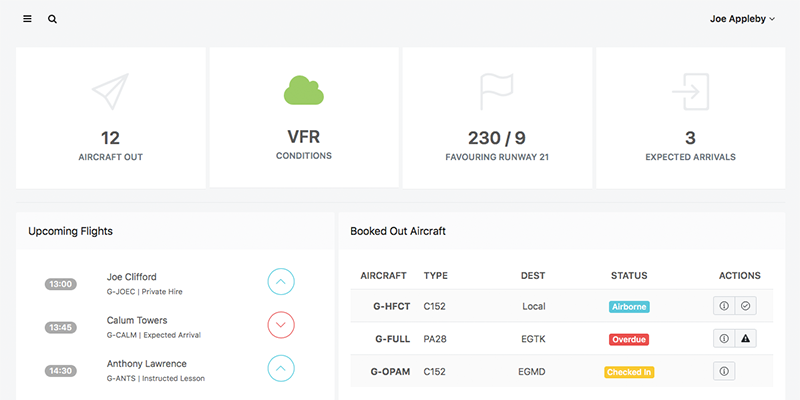 Joe Appleby
12
AIRCRAFT OUT
VFR
CONDITIONS
230 / 9
FAVOURING RUNWAY 21
3
EXPECTED ARRIVALS
Upcoming Flights
13:00
Joe Clifford
G-JOEC | Private Hire
13:45
Calum Towers
G-CALM | Expected Arrival
14:30
Anthony Lawrence
G-ANTS | Instructed Lesson
Booked Out Aircraft
AIRCRAFT TYPE DEST STATUS ACTIONS
G-HFCT C152 Local Airborne
G-FULL PA28 EGTK Overdue
G-OPAM C152 EGMD Checked In